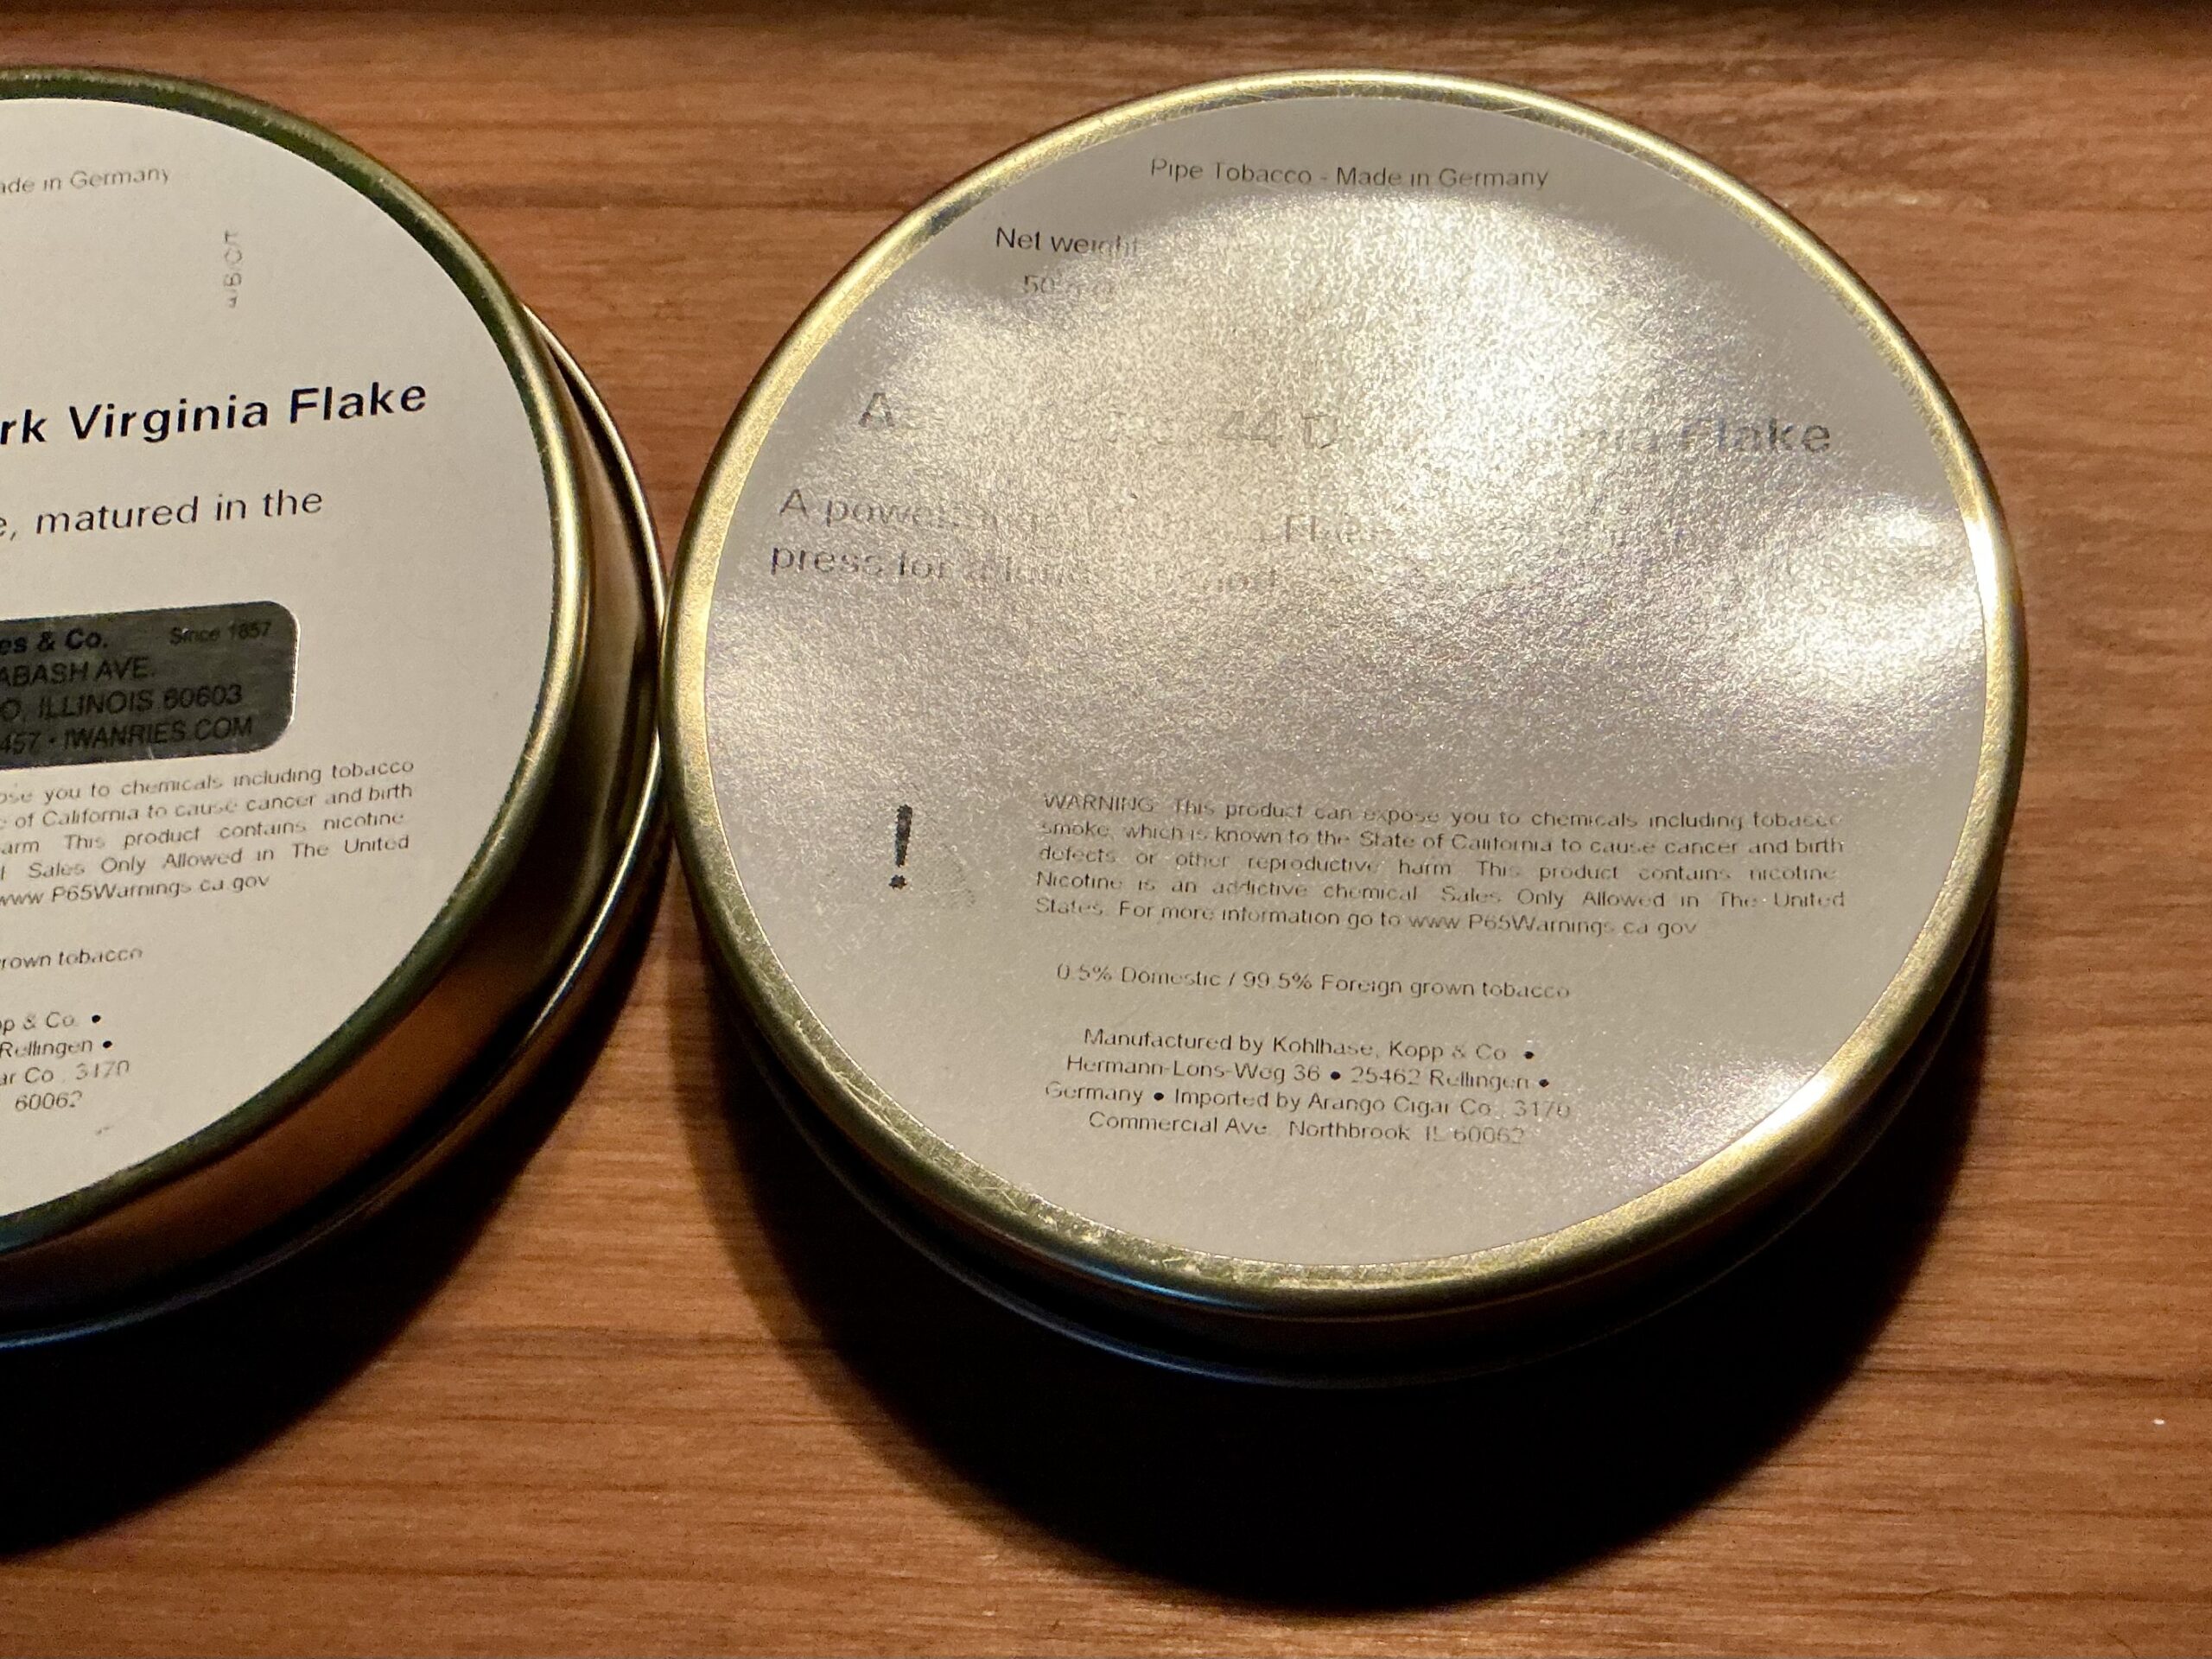 ade in Germany
rk Virginia Flake
, matured in the
es & Co. Since 1857
ABASH AVE.
O, ILLINOIS 60603
457 • IWANRIES.COM
ose you to chemicals including tobacco
of California to cause cancer and birth
arm This product contains nicotine
Sales Only Allowed in The United
www P65Warnings ca gov
rown tobacco
pp & Co. •
Rellingen •
ar Co 3170
60062
Pipe Tobacco - Made in Germany
Net weight
44 Flake
A
press for
WARNING This product can expose you to chemicals including tobacco
smoke, which is known to the State of California to cause cancer and birth
defects or other reproductive harm This product contains nicotine
Nicotine is an addictive chemical Sales Only Allowed in The United
States. For more information go to www P65Warnings ca gov
!
0.5% Domestic / 99.5% Foreign grown tobacco
Manufactured by Kohlhase, Kopp & Co •
Hermann-Lons-Weg 36 • 25462 Rellingen •
Germany • Imported by Arango Cigar Co., 3170
Commercial Ave. Northbrook IL 60062